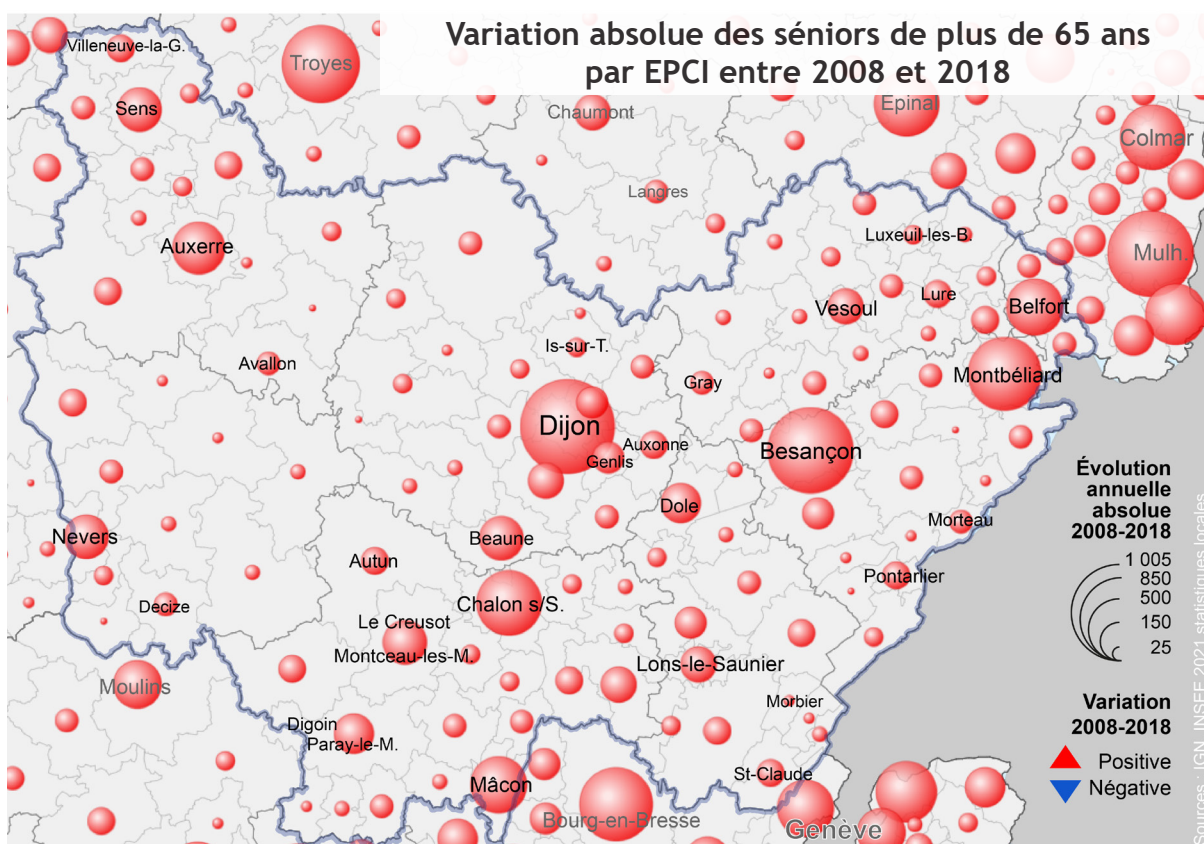 Variation absolue des séniors de plus de 65 ans
par EPCI entre 2008 et 2018
Villeneuve-la-G.
Troyes
Sens
Chaumont
Epinal
Colmar
Langres
Auxerre
Luxeuil-les-B.
Mulh.
Vesoul
Lure
Belfort
Is-sur-T.
Avallon
Gray
Montbéliard
Dijon
Auxonne
Genlis
Besançon
Dole
Morteau
Nevers
Beaune
Autun
Pontarlier
Decize
Chalon s/S.
Le Creusot
Montceau-les-M.
Lons-le-Saunier
Moulins
Morbier
Digoin
Paray-le-M.
St-Claude
Mâcon
Bourg-en-Bresse
Genève
Évolution
annuelle
absolue
2008-2018
1 005
850
500
150
25
Variation
2008-2018
Positive
Négative
Sources : IGN, INSEE 2021 statistiques locales